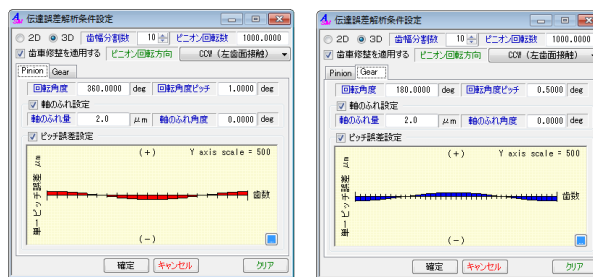 伝達誤差解析条件設定
2D 3D 歯幅分割数 10 ピニオン回転数 1000.0000
歯車修整を適用する ピニオン回転方向 CCW (左歯面接触)
Pinion Gear
回転角度 360.0000 deg 回転角度ピッチ 1.0000 deg
軸のふれ設定
軸のふれ量 2.0 μm 軸のふれ角度 0.0000 deg
ピッチ誤差設定
(+) Y axis scale = 500
単一ピッチ誤差 μm
歯数
(-)
確定 キャンセル クリア
伝達誤差解析条件設定
2D 3D 歯幅分割数 10 ピニオン回転数 1000.0000
歯車修整を適用する ピニオン回転方向 CCW (左歯面接触)
Pinion Gear
回転角度 180.0000 deg 回転角度ピッチ 0.5000 deg
軸のふれ設定
軸のふれ量 2.0 μm 軸のふれ角度 0.0000 deg
ピッチ誤差設定
(+) Y axis scale = 500
単一ピッチ誤差 μm
歯数
(-)
確定 キャンセル クリア